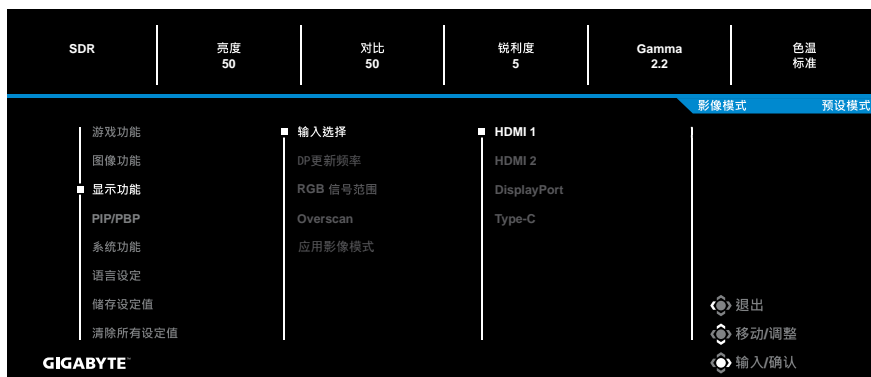 SDR
亮度
50
对比
50
锐利度
5
Gamma
2.2
色温
标准
影像模式 预设模式
游戏功能
图像功能
显示功能
PIP/PBP
系统功能
语言设定
储存设定值
清除所有设定值
输入选择
DP更新频率
RGB 信号范围
Overscan
应用影像模式
HDMI 1
HDMI 2
DisplayPort
Type-C
退出
移动/调整
输入/确认
GIGABYTE™